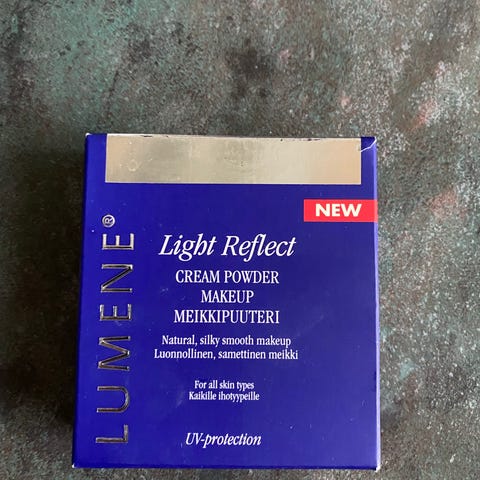 NEW
LUMENE®
Light Reflect
CREAM POWDER
MAKEUP
MEIKKIPUUTERI
Natural, silky smooth makeup
Luonnollinen, samettinen meikki
For all skin types
Kaikille ihotyypeille
UV-protection